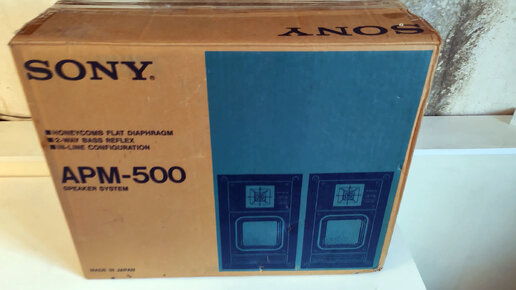 SONY
SONY®
■HONEYCOMB FLAT DIAPHRAGM
■2-WAY BASS REFLEX
■IN-LINE CONFIGURATION
APM-500
SPEAKER SYSTEM
MADE IN JAPAN